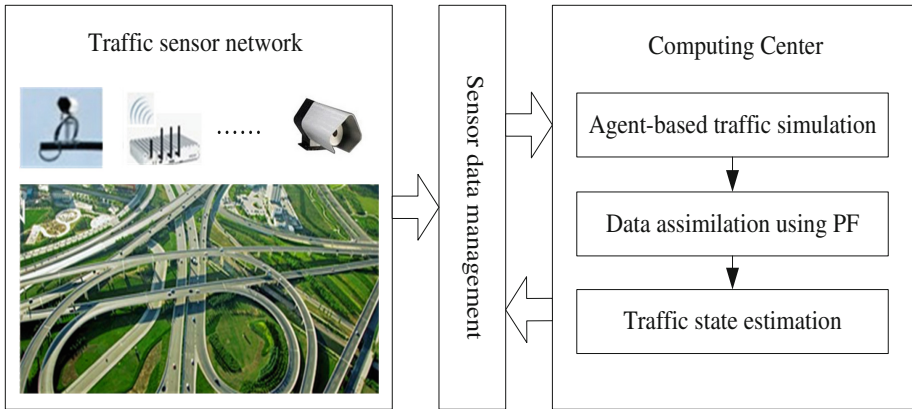 Traffic sensor network
......
Sensor data management
Computing Center
Agent-based traffic simulation
Data assimilation using PF
Traffic state estimation